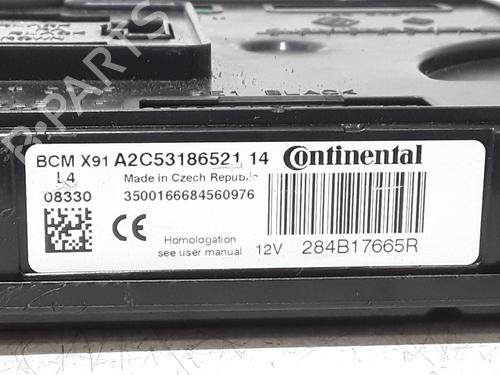 BLACK
BCM X91 A2C53186521 14 Continental
L4 Made in Czech Republic
08330 3500166684560976
CE
Homologation
see user manual 12V 284B17665R